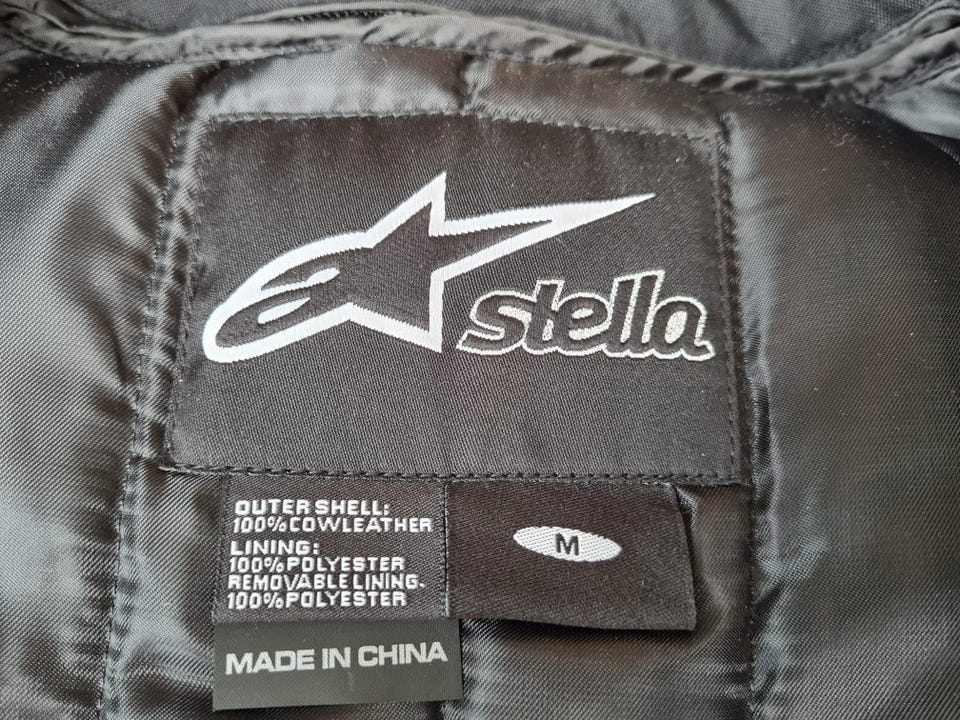 stella
OUTER SHELL:
100%COWLEATHER
LINING:
100%POLYESTER
REMOVABLE LINING.
100%POLYESTER
M
MADE IN CHINA